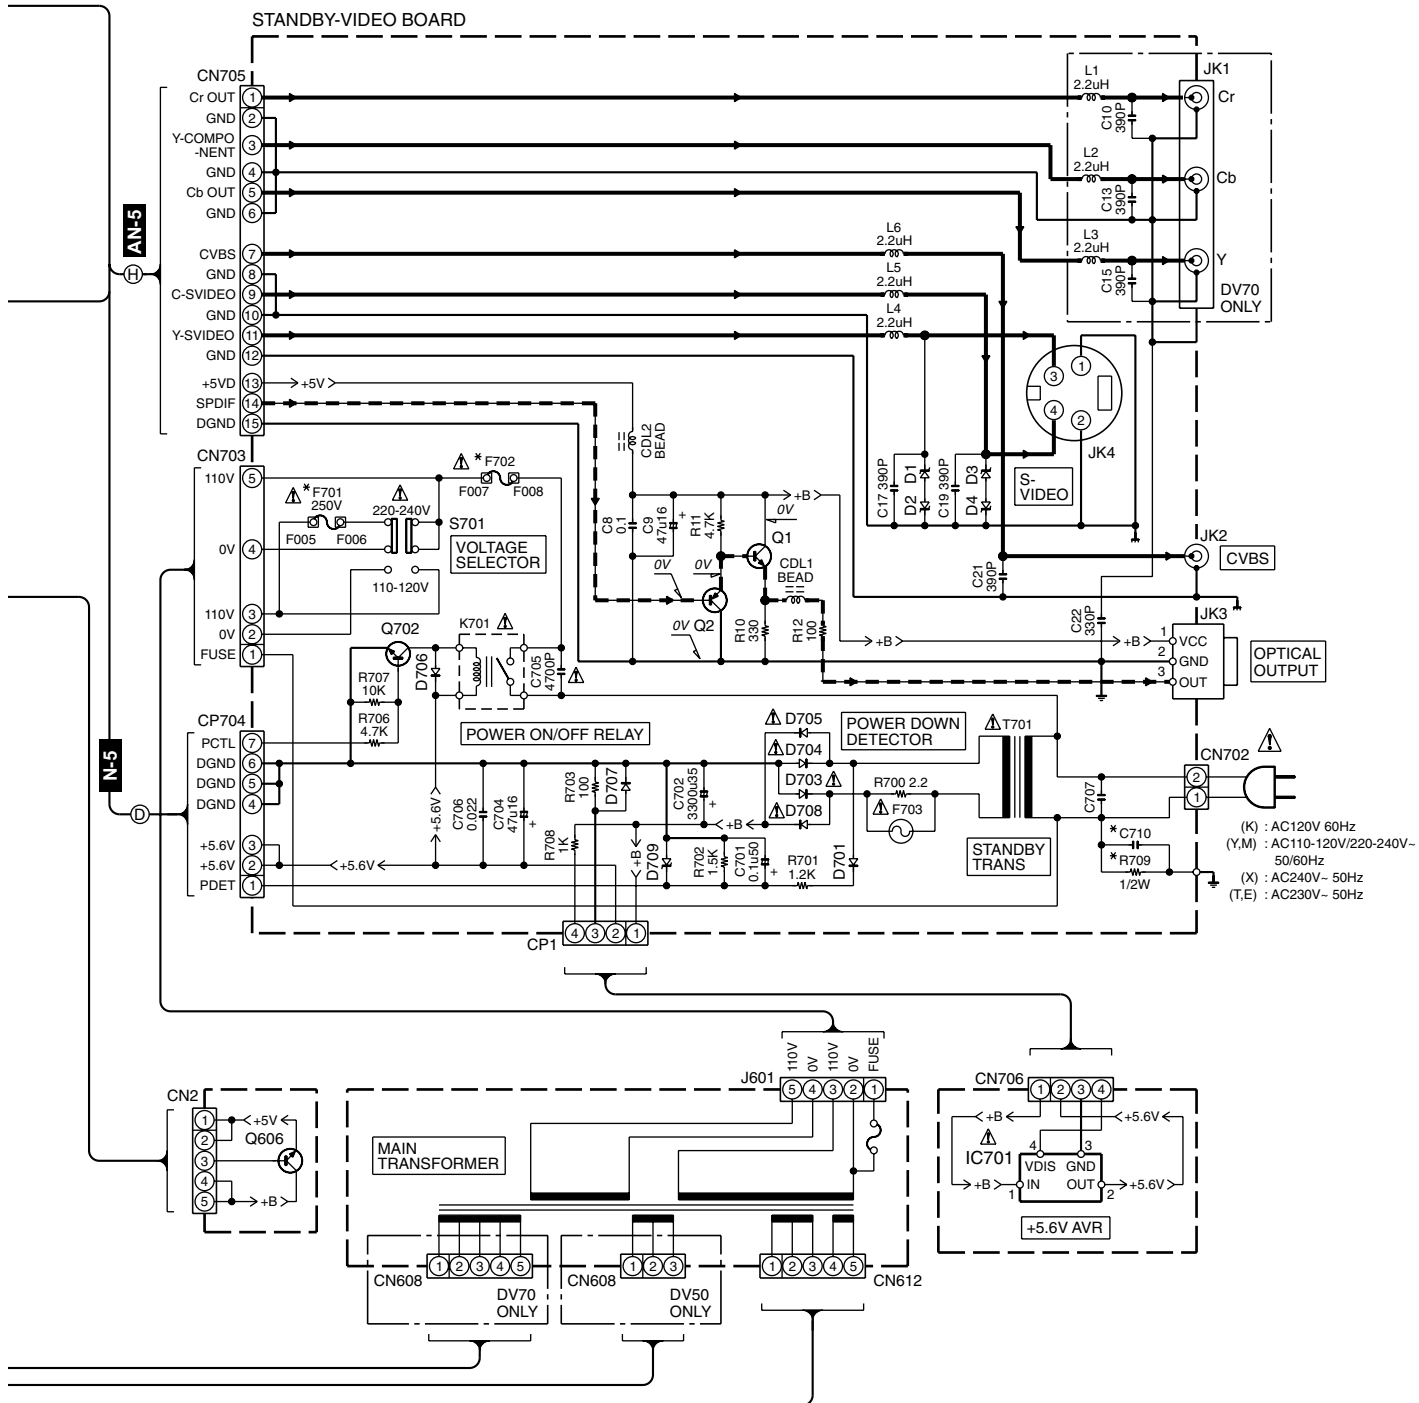 STANDBY-VIDEO BOARD
CN705
Cr OUT 1
GND 2
Y-COMPO
-NENT 3
GND 4
Cb OUT 5
GND 6
CVBS 7
GND 8
C-SVIDEO 9
GND 10
Y-SVIDEO 11
GND 12
+5VD 13 +5V
SPDIF 14
DGND 15
AN-5
H
L1
2.2uH
C10
390P
JK1
Cr
L2
2.2uH
C13
390P
Cb
L3
2.2uH
C15
390P
Y
DV70
ONLY
L6
2.2uH
L5
2.2uH
L4
2.2uH
3 1
4 2
JK4
S-
VIDEO
C17 390P
D2 D1
C19 390P
D4 D3
CDL2
BEAD
C8
0.1
C9
47u16
R11
4.7K
+B
0V
Q1
0V
0V
CDL1
BEAD
Q2
0V
R10
330
R12
100
C21
390P
C22
330P
JK2
CVBS
JK3
+B
+B
1 VCC
2 GND
3 OUT
OPTICAL
OUTPUT
CN703
110V 5
0V 4
110V 3
0V 2
FUSE 1
* F702
F007 F008
* F701
250V
F005 F006
220-240V
S701
VOLTAGE
SELECTOR
110-120V
Q702
D706
K701
C705
4700P
R707
10K
R706
4.7K
POWER ON/OFF RELAY
CP704
PCTL 7
DGND 6
DGND 5
DGND 4
+5.6V 3
+5.6V 2
PDET 1
N-5
D
+5.6V
+5.6V
C706
0.022
C704
47u16
R703
100
D707
R708
1K
C702
3300u35
+B
+B
D709
R702
1.5K
C701
0.1u50
R701
1.2K
D701
D705
D704
D703
D708
POWER DOWN
DETECTOR
R700 2.2
F703
T701
STANDBY
TRANS
C707
* C710
* R709
1/2W
CN702
2
1
(K) : AC120V 60Hz
(Y,M) : AC110-120V/220-240V~
50/60Hz
(X) : AC240V~ 50Hz
(T,E) : AC230V~ 50Hz
CP1
4 3 2 1
CN2
1
2
3
4
5
+5V
Q606
+B
J601
110V 0V 110V 0V FUSE
5 4 3 2 1
MAIN
TRANSFORMER
CN608
1 2 3 4 5
DV70
ONLY
CN608
1 2 3
DV50
ONLY
1 2 3 4 5
CN612
CN706
1 2 3 4
+B
+5.6V
IC701
4 3
VDIS GND
IN OUT
1 2
+B
+5.6V
+5.6V AVR